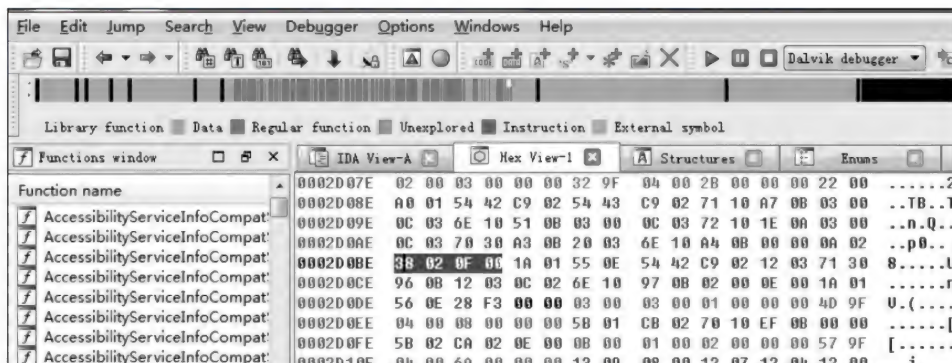 File Edit Jump Search View Debugger Options Windows Help
Dalvik debugger
Library function Data Regular function Unexplored Instruction External symbol
Functions window
IDA View-A Hex View-1 Structures Enums
Function name
AccessibilityServiceInfoCompat
AccessibilityServiceInfoCompat
AccessibilityServiceInfoCompat
AccessibilityServiceInfoCompat
AccessibilityServiceInfoCompat
AccessibilityServiceInfoCompat
AccessibilityServiceInfoCompat
AccessibilityServiceInfoCompat
0002D07E 02 00 03 00 00 00 32 9F 04 00 2B 00 00 00 22 00 ......2
0002D08E A0 01 54 42 C9 02 54 43 C9 02 71 10 A7 0B 03 00 ..TB..T
0002D09E 0C 03 6E 10 51 0B 03 00 0C 03 72 10 1E 0A 03 00 ..n.Q..
0002D0AE 0C 03 70 30 A3 0B 20 03 6E 10 A4 0B 00 00 0A 02 ..p0...
0002D0BE 38 02 0F 00 1A 01 55 0E 54 42 C9 02 12 03 71 30 8.....U
0002D0CE 96 0B 12 03 0C 02 6E 10 97 0B 02 00 0E 00 1A 01 ......n
0002D0DE 56 0E 28 F3 00 00 03 00 03 00 01 00 00 00 4D 9F V.(....
0002D0EE 04 00 08 00 00 00 5B 01 CB 02 70 10 EF 0B 00 00 ......[
0002D0FE 5B 02 CA 02 0E 00 0B 00 01 00 02 00 00 00 57 9F [......